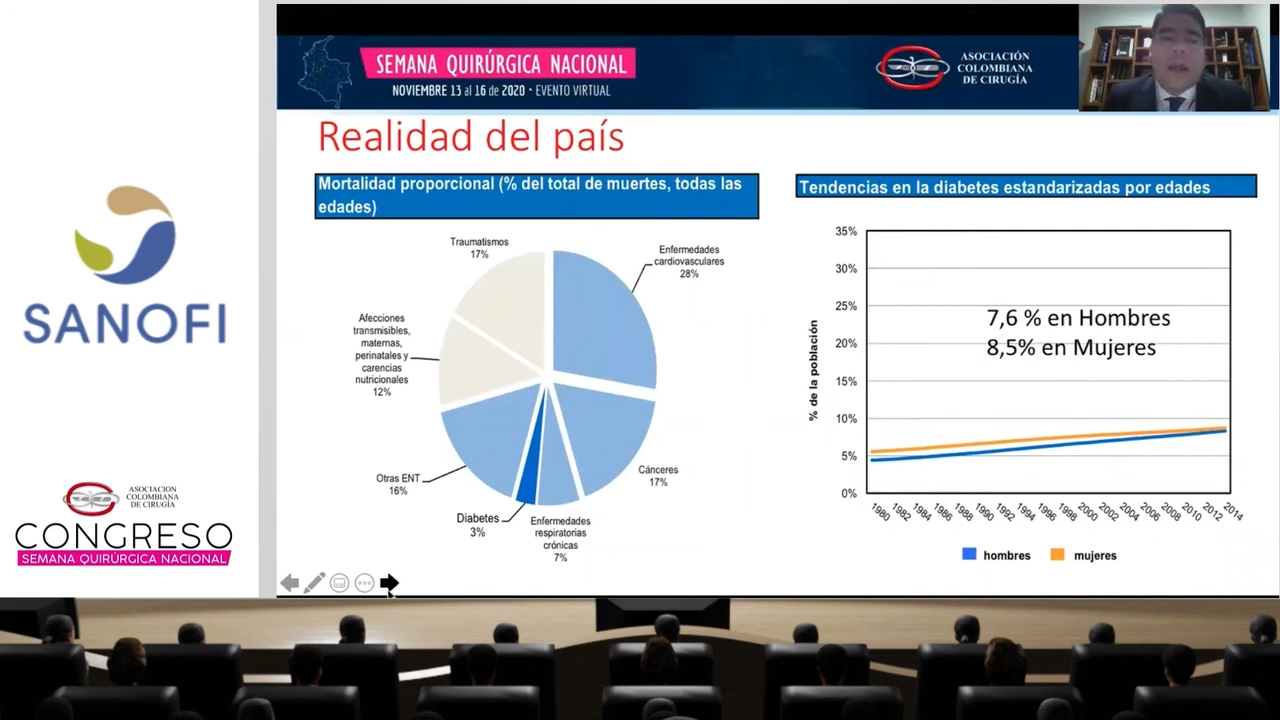 SEMANA QUIRÚRGICA NACIONAL
NOVIEMBRE 13 al 16 de 2020 • EVENTO VIRTUAL
ASOCIACIÓN
COLOMBIANA
DE CIRUGÍA
Realidad del país
Mortalidad proporcional (% del total de muertes, todas las
edades)
Traumatismos
17%
Enfermedades
cardiovasculares
28%
Afecciones
transmisibles,
maternas,
perinatales y
carencias
nutricionales
12%
Cánceres
17%
Otras ENT
16%
Diabetes
3%
Enfermedades
respiratorias
crónicas
7%
Tendencias en la diabetes estandarizadas por edades
35%
30%
25%
20%
15%
10%
5%
0%
% de la población
7,6 % en Hombres
8,5% en Mujeres
1980
1982
1984
1986
1988
1990
1992
1994
1996
1998
2000
2002
2004
2006
2008
2010
2012
2014
hombres
mujeres
SANOFI
ASOCIACION
COLOMBIANA
DE CIRUGÍA
CONGRESO
SEMANA QUIRÚRGICA NACIONAL